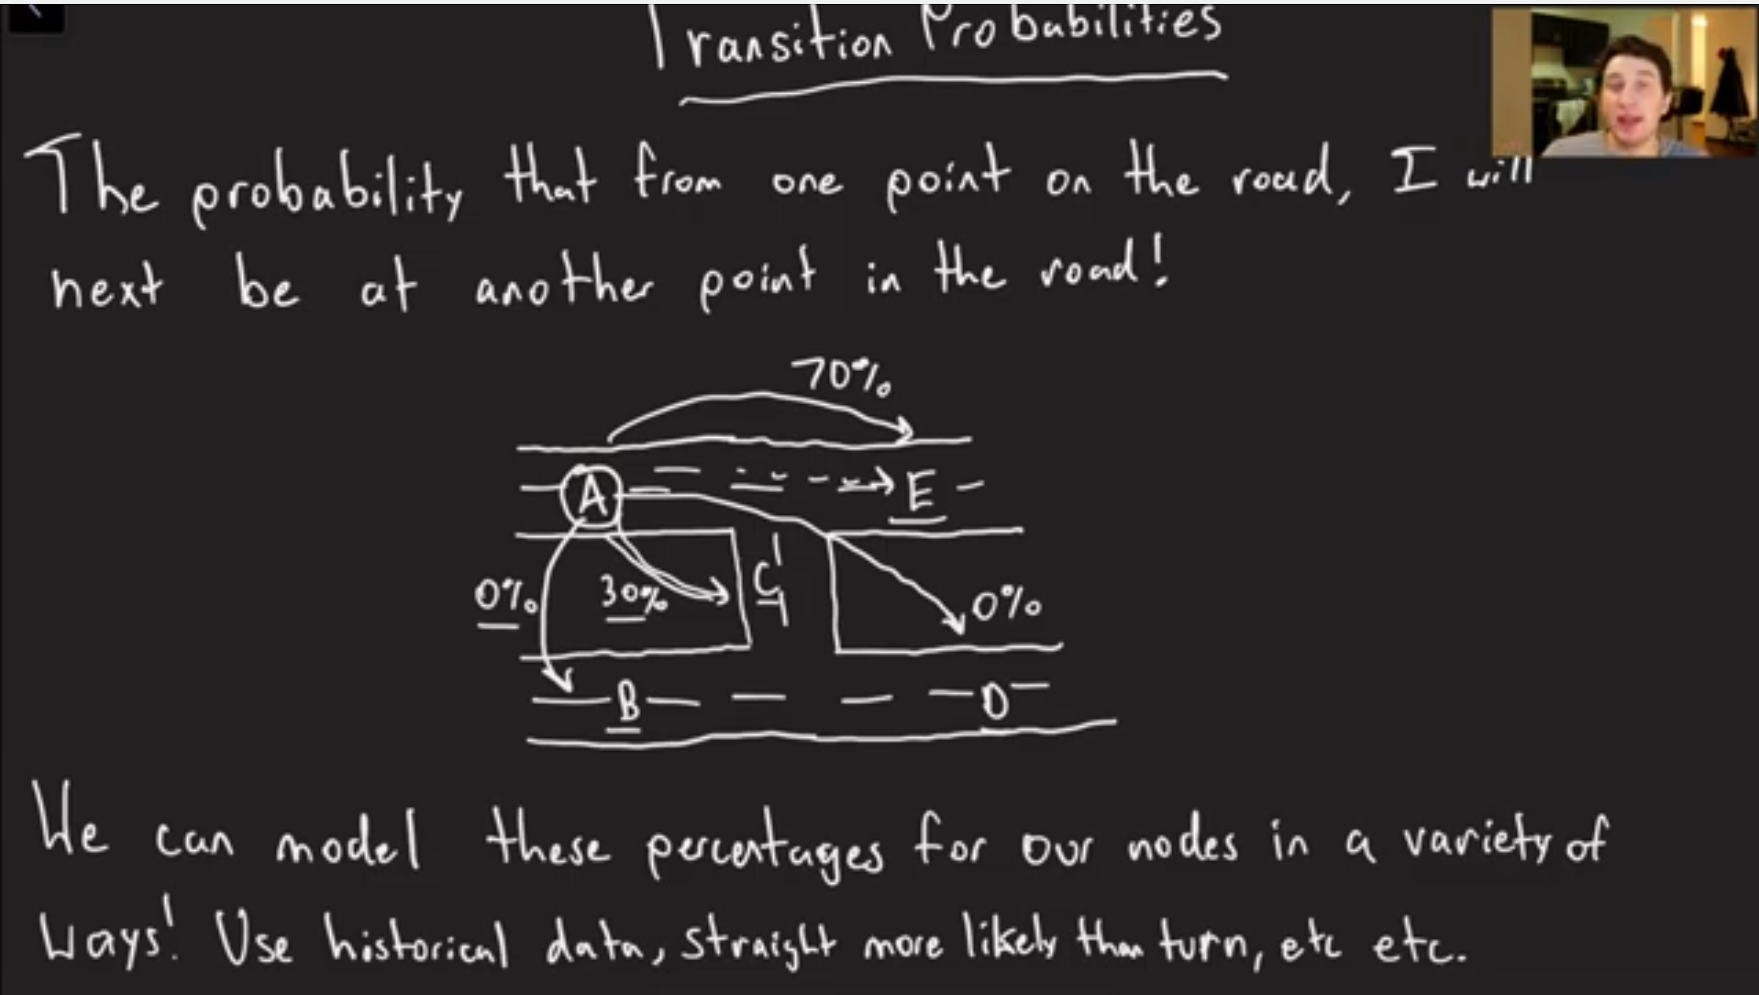 Transition Probabilities
The probability that from one point on the road, I will
next be at another point in the road!
70%
A
E
C
0%
30%
0%
B
D
We can model these percentages for our nodes in a variety of
ways! Use historical data, straight more likely than turn, etc etc.